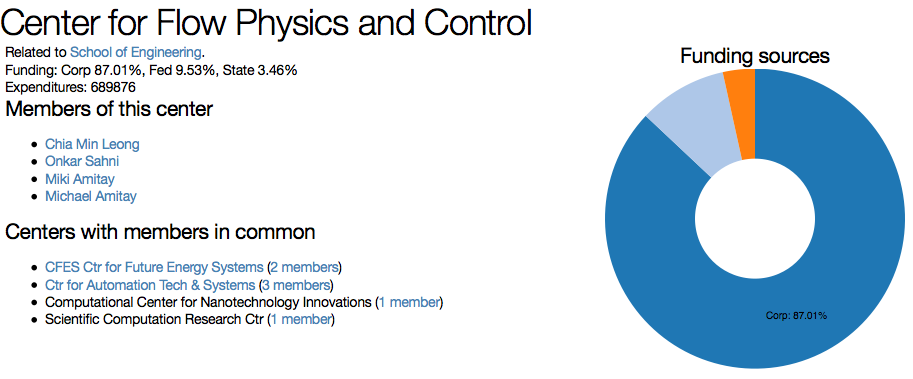 Center for Flow Physics and Control
Related to School of Engineering.
Funding: Corp 87.01%, Fed 9.53%, State 3.46%
Expenditures: 689876
Members of this center
Chia Min Leong
Onkar Sahni
Miki Amitay
Michael Amitay
Centers with members in common
CFES Ctr for Future Energy Systems (2 members)
Ctr for Automation Tech & Systems (3 members)
Computational Center for Nanotechnology Innovations (1 member)
Scientific Computation Research Ctr (1 member)
Funding sources
Corp: 87.01%